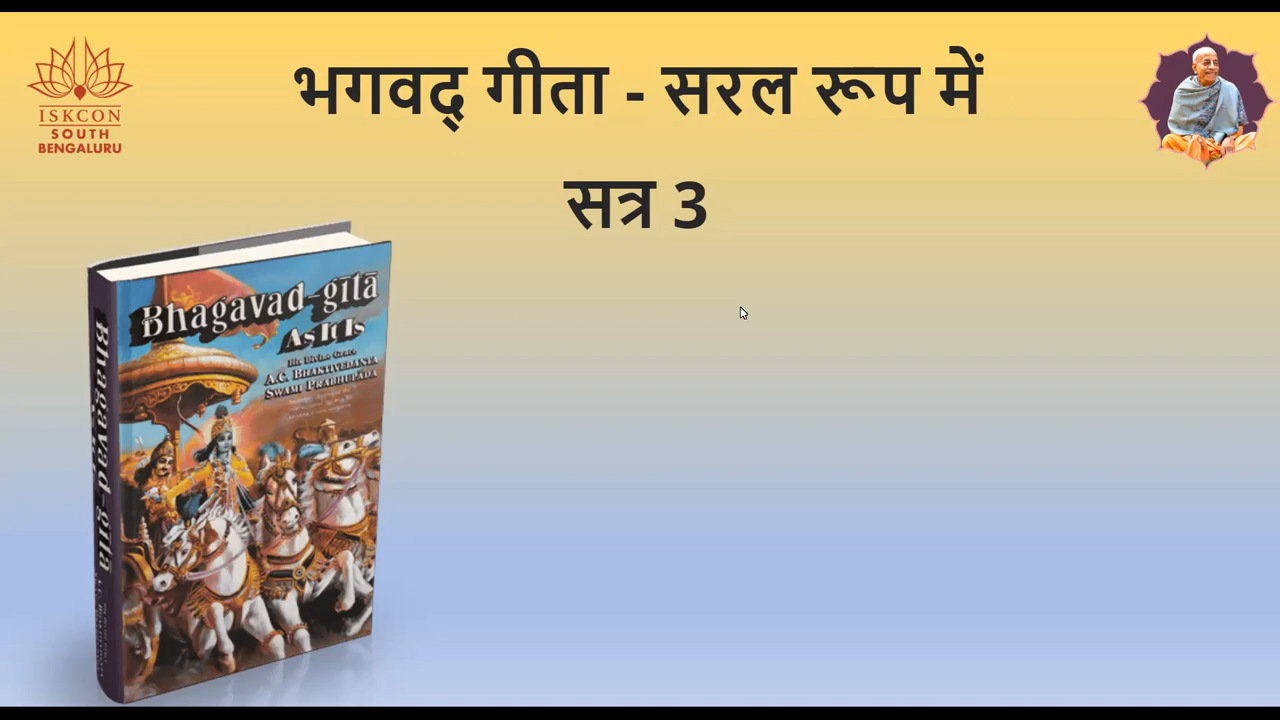 भगवद् गीता - सरल रूप में
ISKCON
SOUTH
BENGALURU
सत्र 3
Bhagavad-gītā
As It Is
His Divine Grace
A.C. BHAKTIVEDANTA
SWAMI PRABHUPĀDA
Bhagavad-gītā